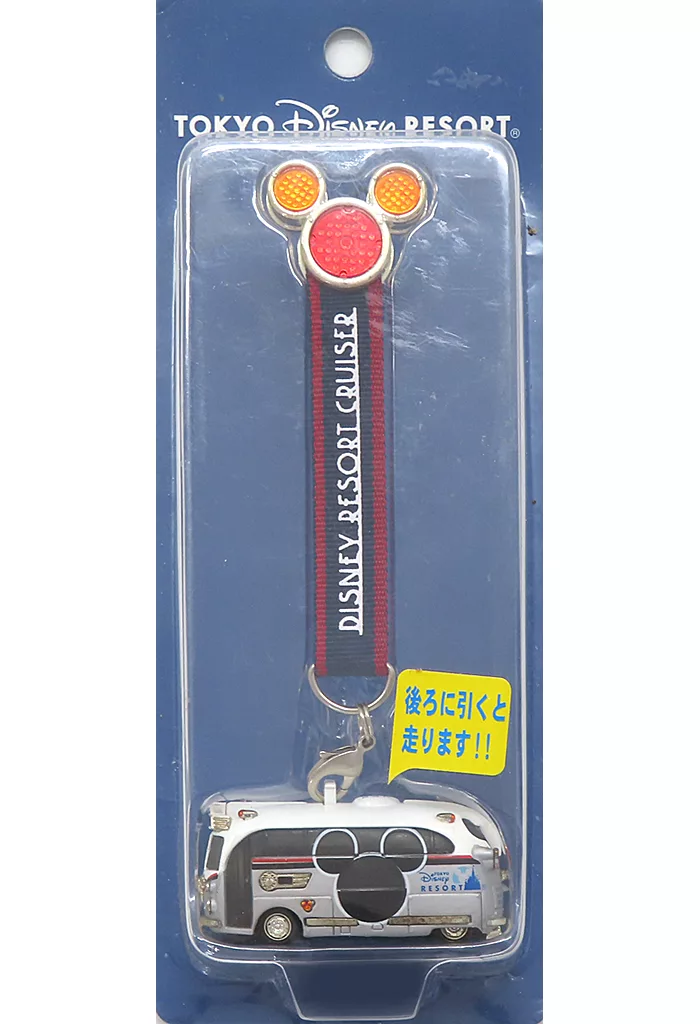 TOKYO Disney RESORT®
DISNEY RESORT CRUISER
後ろに引くと
走ります!!
TOKYO
Disney
RESORT